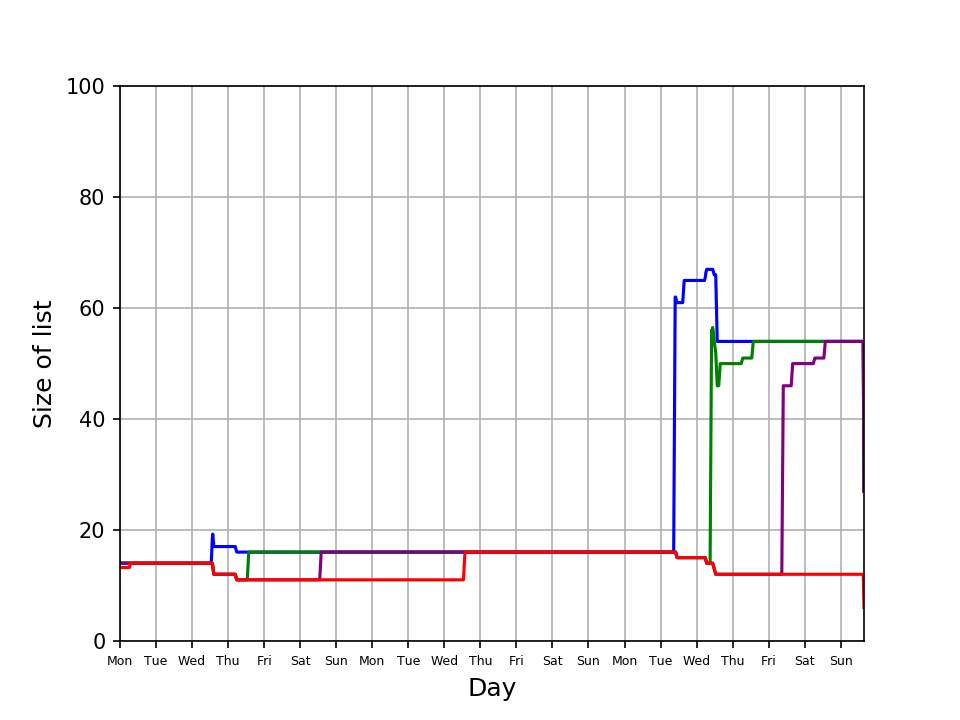 100
80
60
40
20
0
Size of list
Mon Tue Wed Thu Fri Sat Sun Mon Tue Wed Thu Fri Sat Sun Mon Tue Wed Thu Fri Sat Sun
Day